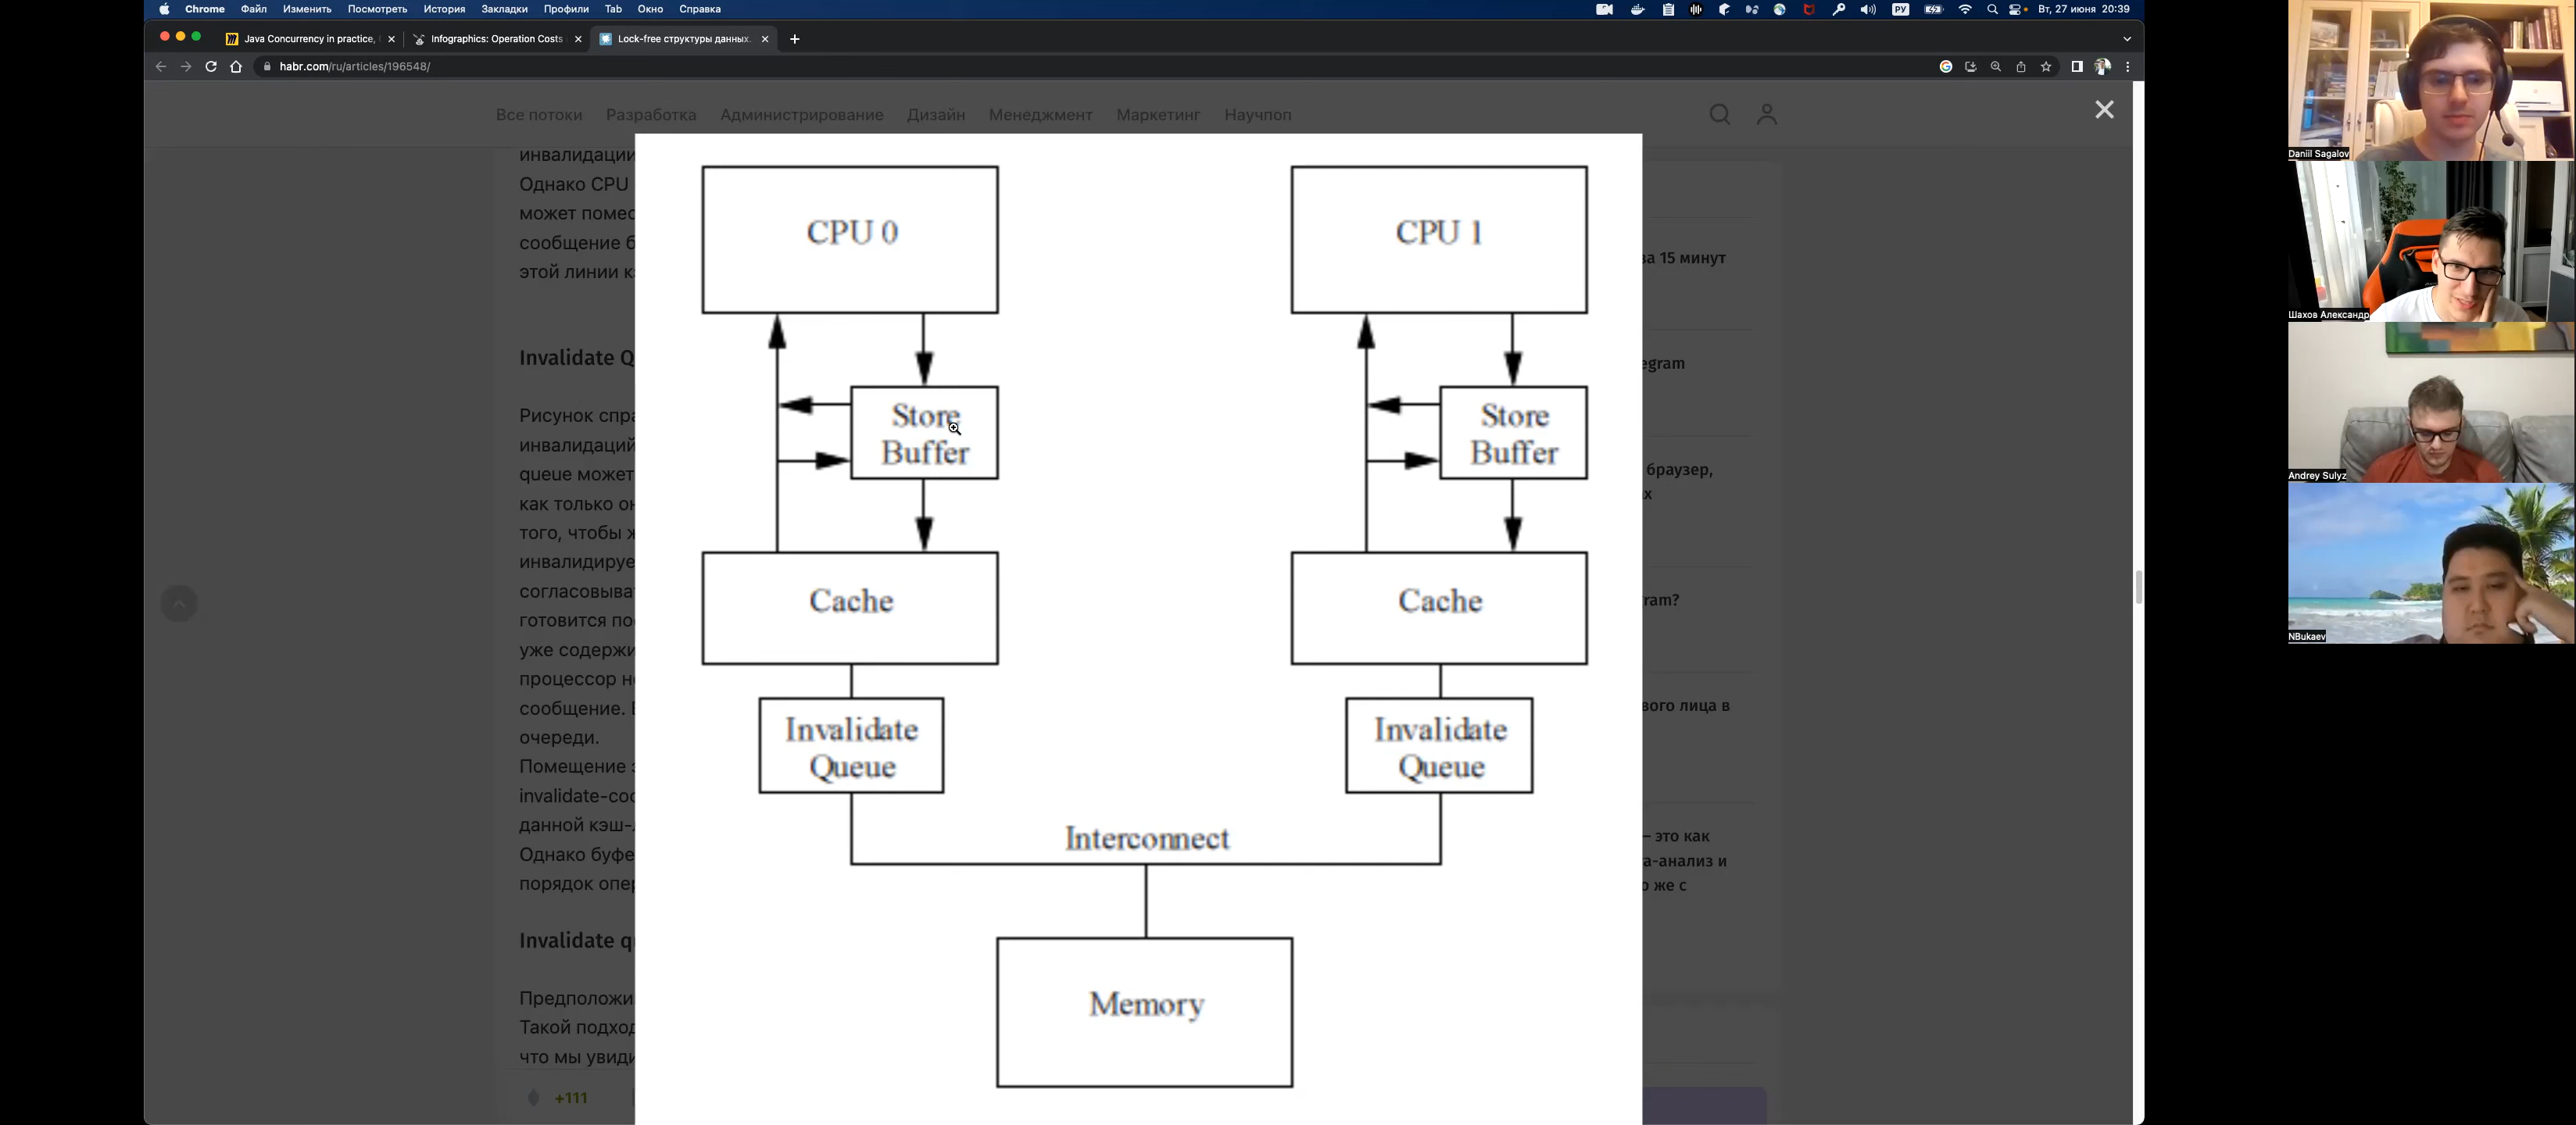 Chrome Файл Изменить Посмотреть История Закладки Профили Tab Окно Справка
РУ Вт, 27 июня 20:39
Java Concurrency in practice,
Infographics: Operation Costs
Lock-free структуры данных.
habr.com/ru/articles/196548/
Все потоки Разработка Администрирование Дизайн Менеджмент Маркетинг Научпоп
инвалидаци
Однако CPU
может помес
сообщение б
этой линии к
Invalidate Q
Рисунок спра
инвалидаций
queue может
как только он
того, чтобы ж
инвалидируе
согласовыва
готовится по
уже содержи
процессор н
сообщение. Е
очереди.
Помещение
invalidate-соо
данной кэш-
Однако буфе
порядок опер
Invalidate q
Предположи
Такой подход
что мы увиди
+111
CPU 0
CPU 1
Store
Buffer
Store
Buffer
Cache
Cache
Invalidate
Queue
Invalidate
Queue
Interconnect
Memory
за 15 минут
egram
браузер,
х
ram?
вого лица в
– это как
а-анализ и
о же с
Daniil Sagalov
Шахов Александр
Andrey Sulyz
NBukaev